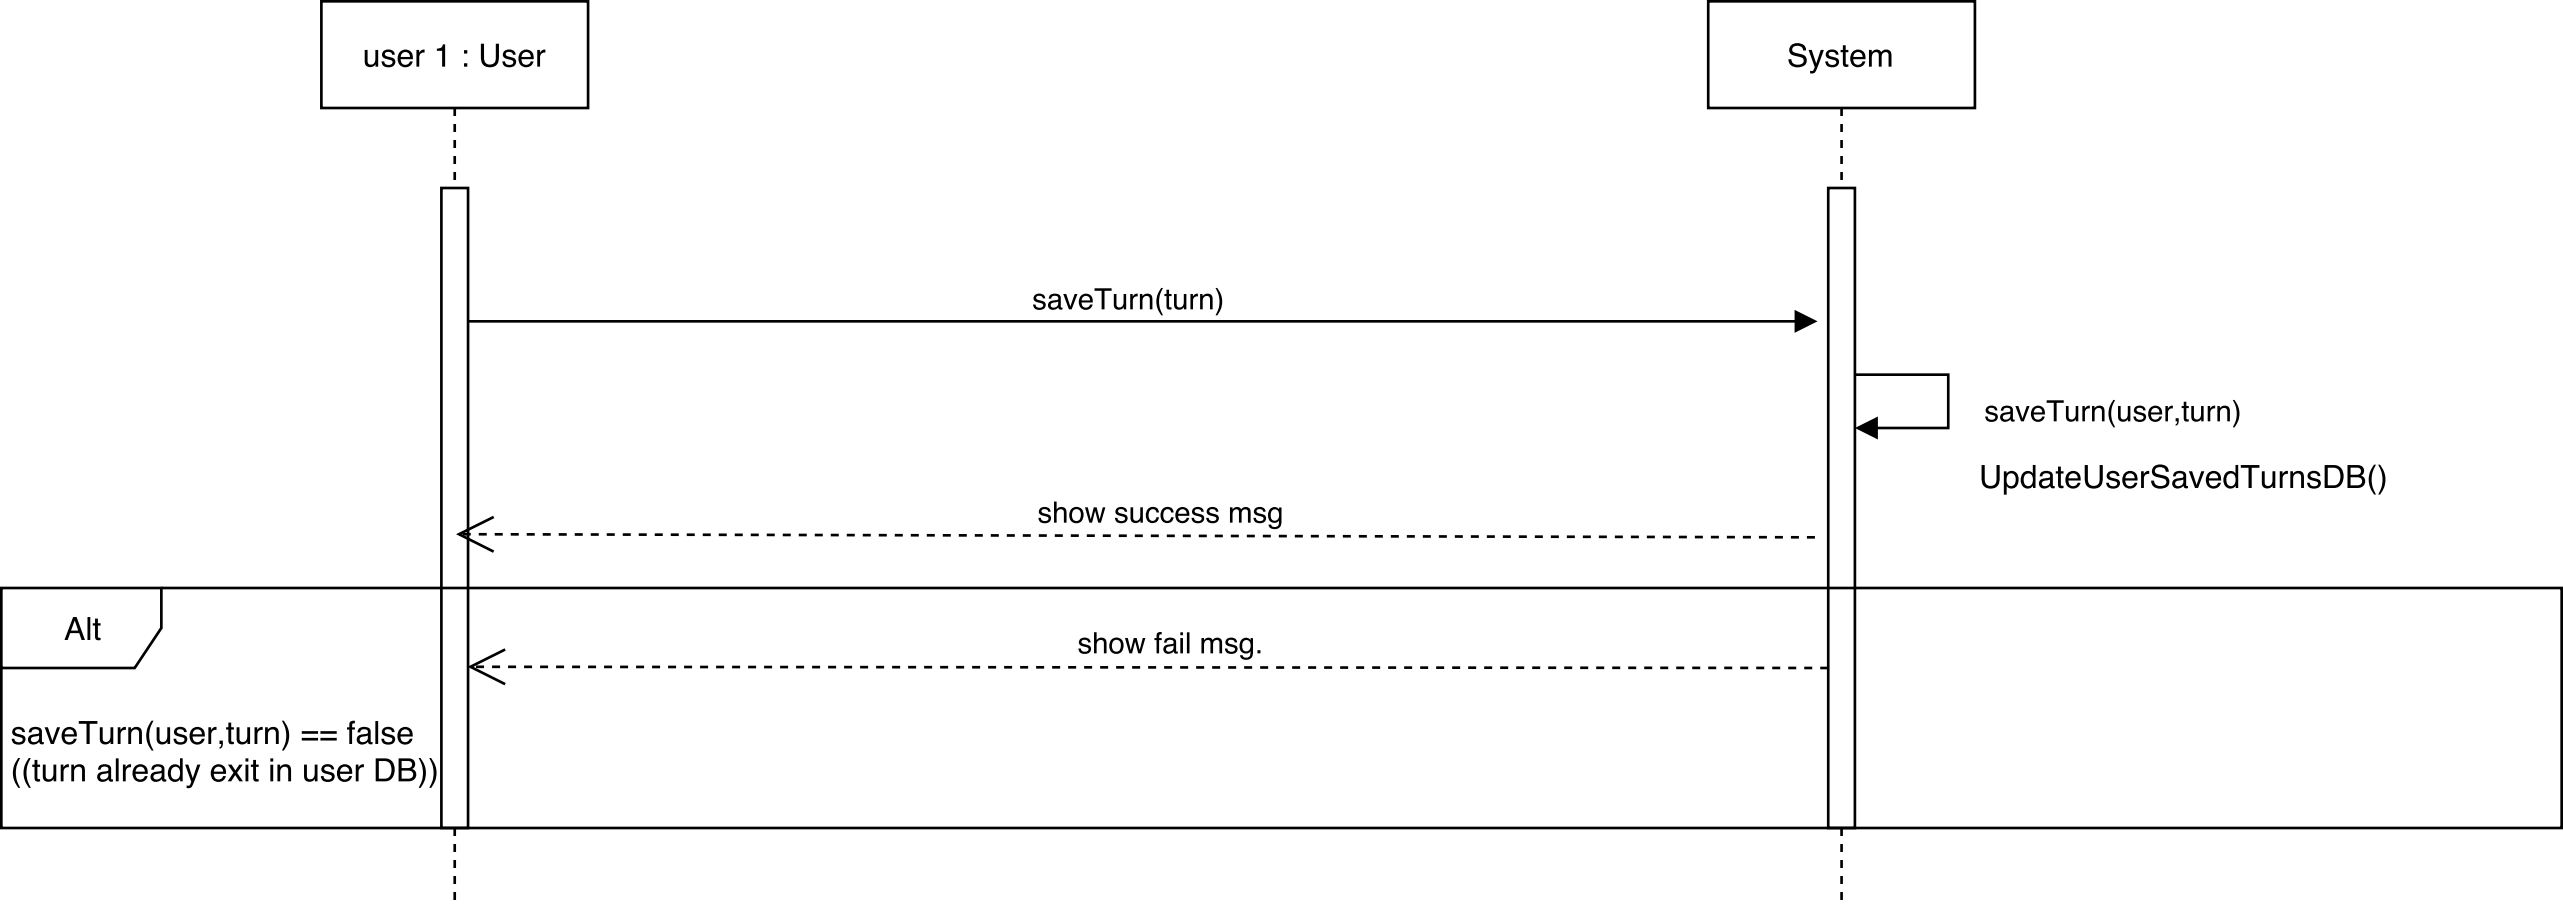 user 1 : User
System
saveTurn(turn)
saveTurn(user,turn)
UpdateUserSavedTurnsDB()
show success msg
Alt
show fail msg.
saveTurn(user,turn) == false
((turn already exit in user DB))